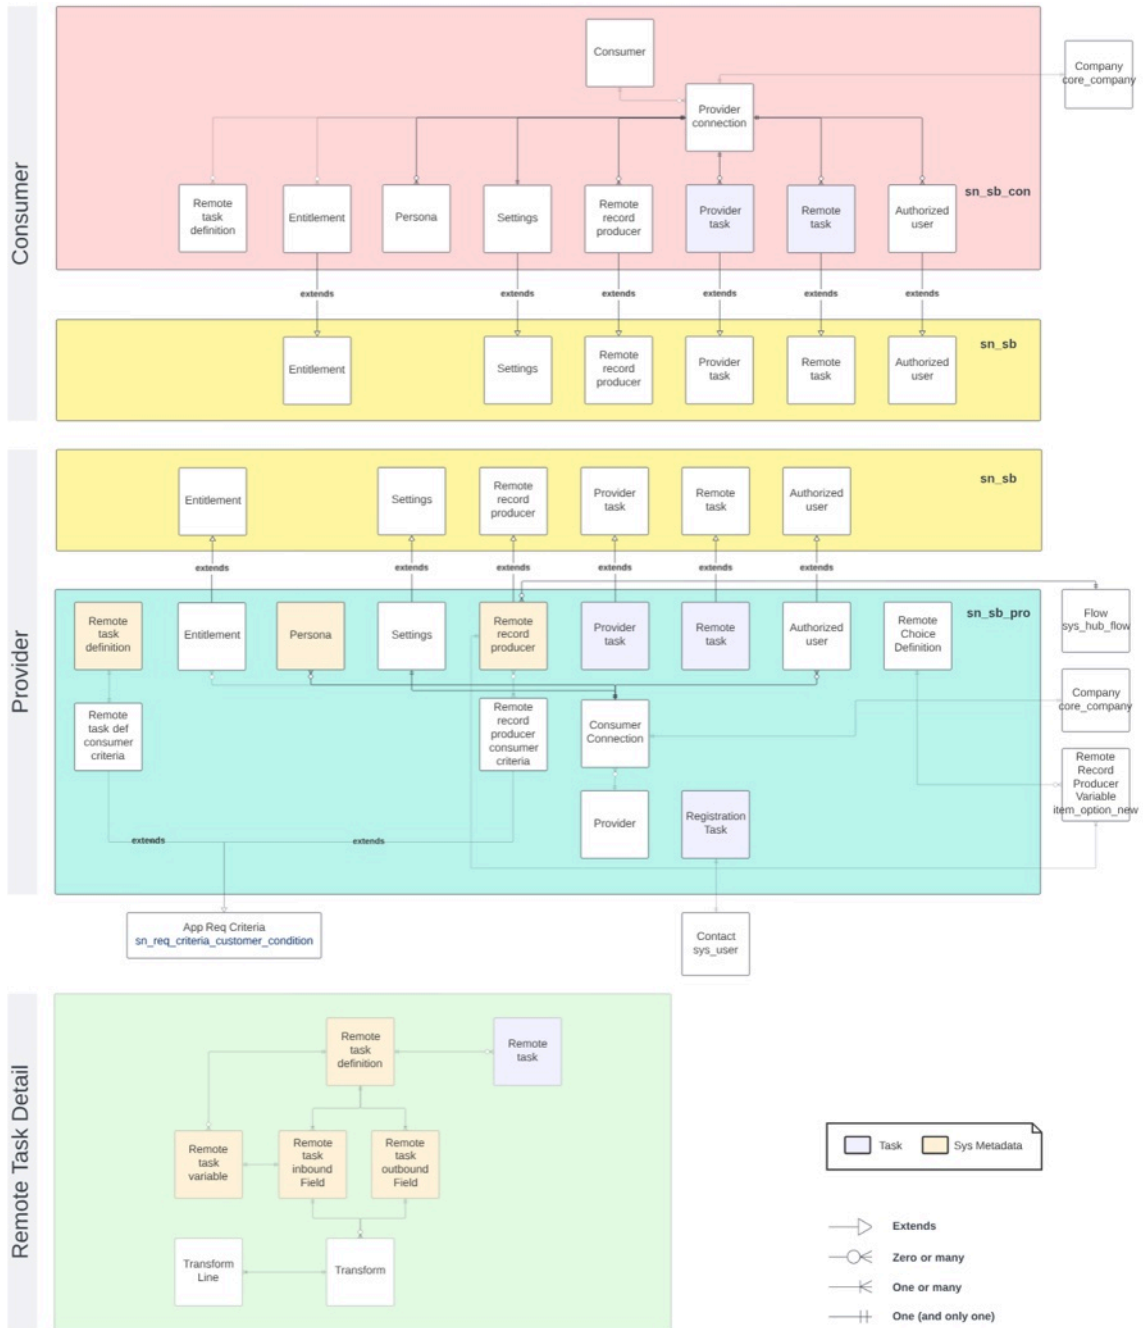 Consumer
Consumer
Company
core_company
Provider
connection
Remote
task
definition
Entitlement
Persona
Settings
Remote
record
producer
Provider
task
Remote
task
Authorized
user
sn_sb_con
extends
extends
extends
extends
extends
extends
sn_sb
Entitlement
Settings
Remote
record
producer
Provider
task
Remote
task
Authorized
user
Provider
sn_sb
Entitlement
Settings
Remote
record
producer
Provider
task
Remote
task
Authorized
user
extends
extends
extends
extends
extends
extends
sn_sb_pro
Remote
task
definition
Entitlement
Persona
Settings
Remote
record
producer
Provider
task
Remote
task
Authorized
user
Remote
Choice
Definition
Flow
sys_hub_flow
Remote
task def
consumer
criteria
Remote
record
producer
consumer
criteria
Consumer
Connection
Company
core_company
Provider
Registration
Task
Remote
Record
Producer
Variable
item_option_new
extends
extends
App Req Criteria
sn_req_criteria_customer_condition
Contact
sys_user
Remote Task Detail
Remote
task
definition
Remote
task
Remote
task
variable
Remote
task
inbound
Field
Remote
task
outbound
Field
Transform
Line
Transform
Task
Sys Metadata
Extends
Zero or many
One or many
One (and only one)